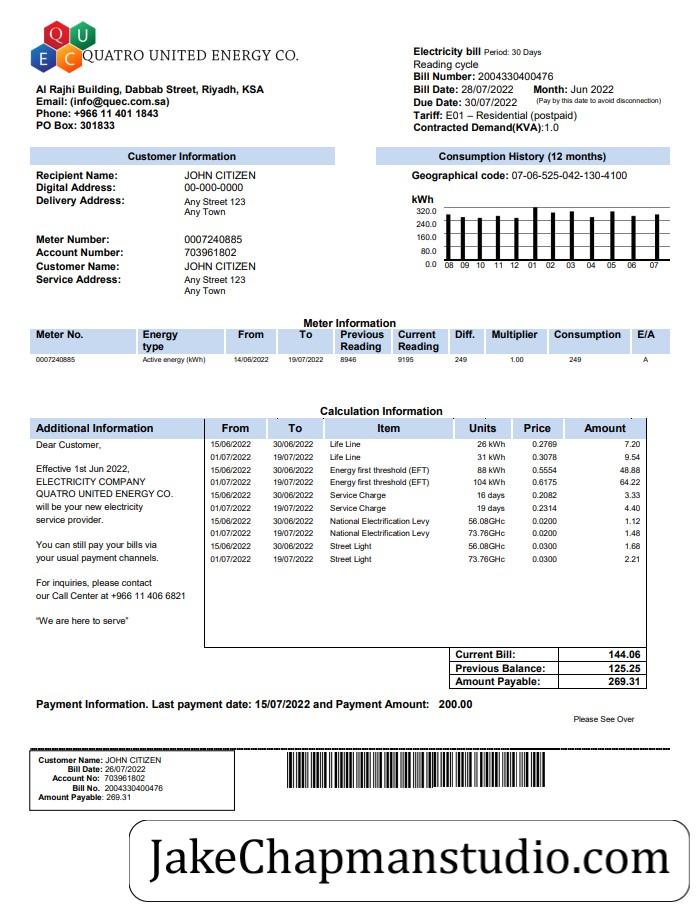 Q U
E C QUATRO UNITED ENERGY CO.
Al Rajhi Building, Dabbab Street, Riyadh, KSA
Email: (info@quec.com.sa)
Phone: +966 11 401 1843
PO Box: 301833
Electricity bill Period: 30 Days
Reading cycle
Bill Number: 2004330400476
Bill Date: 28/07/2022 Month: Jun 2022
Due Date: 30/07/2022 (Pay by this date to avoid disconnection)
Tariff: E01 – Residential (postpaid)
Contracted Demand(KVA):1.0
Customer Information
Recipient Name: JOHN CITIZEN
Digital Address: 00-000-0000
Delivery Address: Any Street 123
Any Town
Meter Number: 0007240885
Account Number: 703961802
Customer Name: JOHN CITIZEN
Service Address: Any Street 123
Any Town
Consumption History (12 months)
Geographical code: 07-06-525-042-130-4100
kWh
320.0
240.0
160.0
80.0
0.0 08 09 10 11 12 01 02 03 04 05 06 07
Meter Information
Meter No. Energy type From To Previous Reading Current Reading Diff. Multiplier Consumption E/A
0007240885 Active energy (kWh) 14/06/2022 19/07/2022 8946 9195 249 1.00 249 A
Calculation Information
Additional Information
Dear Customer,
Effective 1st Jun 2022,
ELECTRICITY COMPANY
QUATRO UNITED ENERGY CO.
will be your new electricity
service provider.
You can still pay your bills via
your usual payment channels.
For inquiries, please contact
our Call Center at +966 11 406 6821
“We are here to serve”
From To Item Units Price Amount
15/06/2022 30/06/2022 Life Line 26 kWh 0.2769 7.20
01/07/2022 19/07/2022 Life Line 31 kWh 0.3078 9.54
15/06/2022 30/06/2022 Energy first threshold (EFT) 88 kWh 0.5554 48.88
01/07/2022 19/07/2022 Energy first threshold (EFT) 104 kWh 0.6175 64.22
15/06/2022 30/06/2022 Service Charge 16 days 0.2082 3.33
01/07/2022 19/07/2022 Service Charge 19 days 0.2314 4.40
15/06/2022 30/06/2022 National Electrification Levy 56.08GHc 0.0200 1.12
01/07/2022 19/07/2022 National Electrification Levy 73.76GHc 0.0200 1.48
15/06/2022 30/06/2022 Street Light 56.08GHc 0.0300 1.68
01/07/2022 19/07/2022 Street Light 73.76GHc 0.0300 2.21
Current Bill: 144.06
Previous Balance: 125.25
Amount Payable: 269.31
Payment Information. Last payment date: 15/07/2022 and Payment Amount: 200.00
Please See Over
Customer Name: JOHN CITIZEN
Bill Date: 26/07/2022
Account No: 703961802
Bill No. 2004330400476
Amount Payable: 269.31
JakeChapmanstudio.com